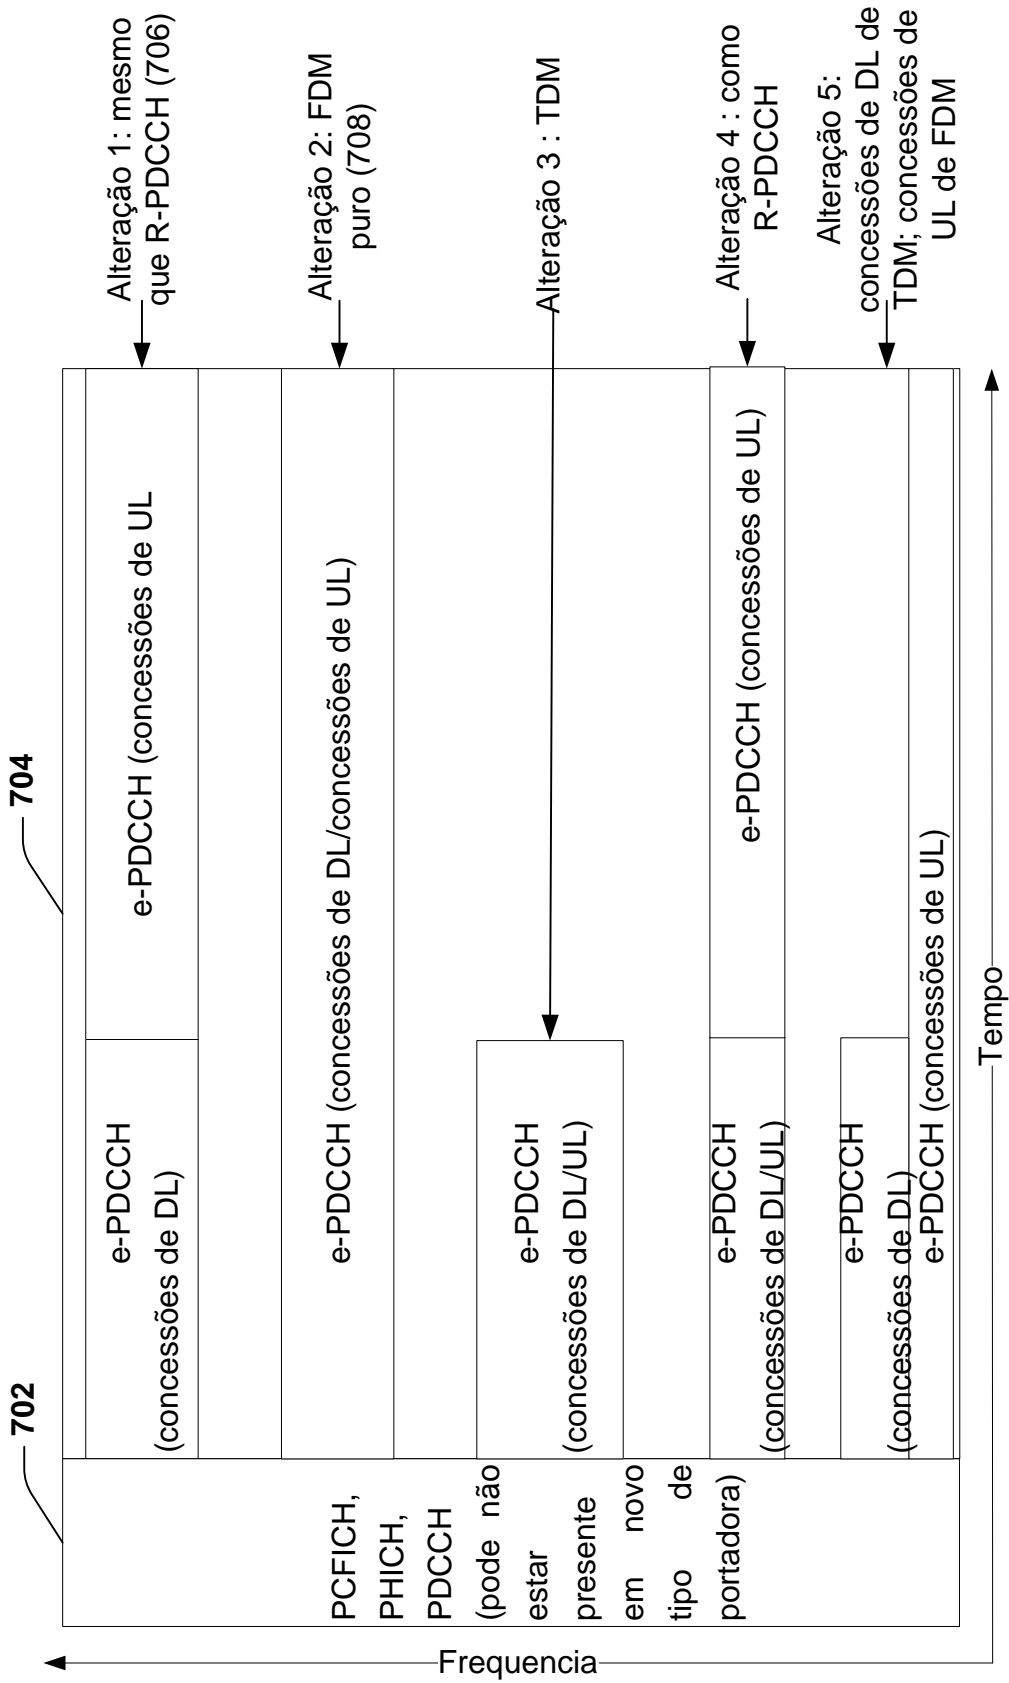 702
704
PCFICH,
PHICH,
PDCCH
(pode não
estar
presente
em novo
tipo de
portadora)
e-PDCCH
(concessões de DL)
e-PDCCH (concessões de UL
Alteração 1: mesmo
que R-PDCCH (706)
e-PDCCH (concessões de DL/concessões de UL)
Alteração 2: FDM
puro (708)
e-PDCCH
(concessões de DL/UL)
Alteração 3 : TDM
e-PDCCH
(concessões de DL/UL)
e-PDCCH (concessões de UL)
Alteração 4 : como
R-PDCCH
e-PDCCH
(concessões de DL)
e-PDCCH (concessões de UL)
Alteração 5:
concessões de DL de
TDM; concessões de
UL de FDM
Frequencia
Tempo